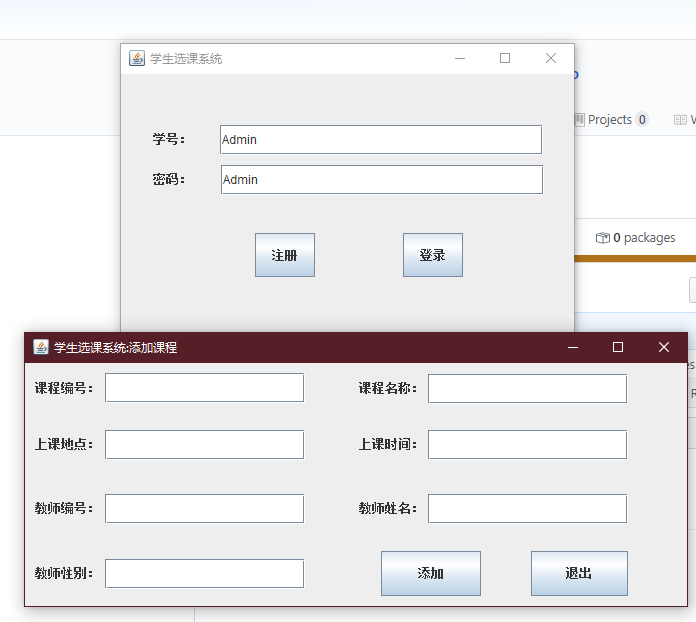 学生选课系统
Projects 0
学号：
Admin
密码：
Admin
0 packages
注册
登录
学生选课系统:添加课程
课程编号：
课程名称：
上课地点：
上课时间：
教师编号：
教师姓名：
教师性别：
添加
退出